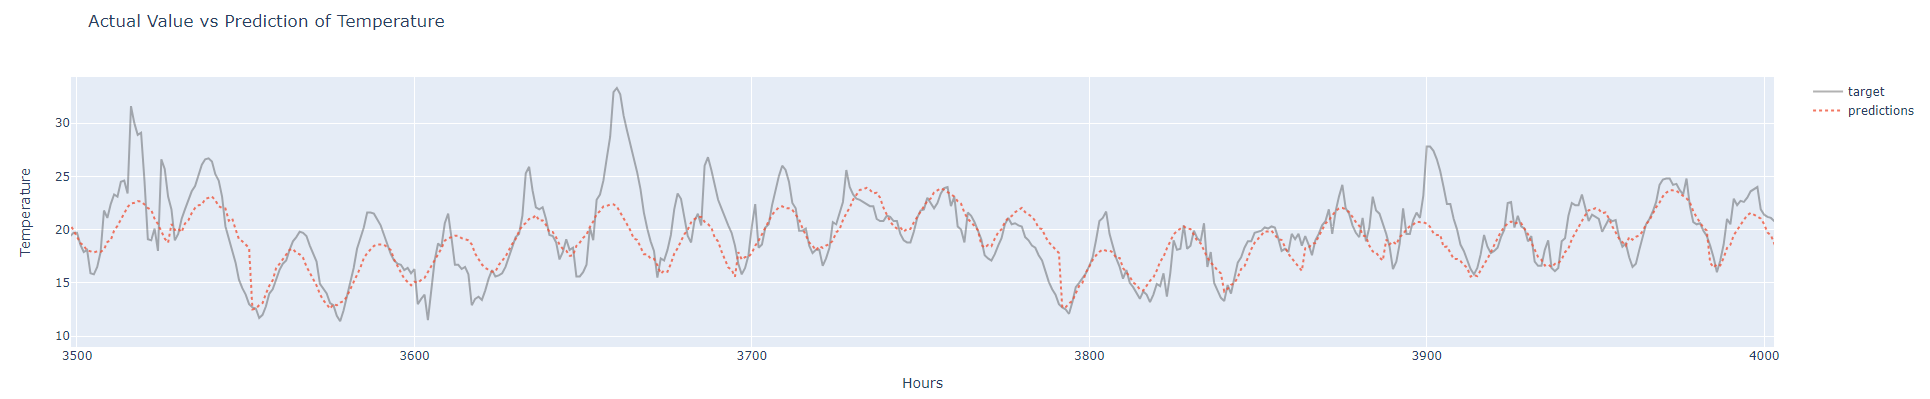 Actual Value vs Prediction of Temperature
target
predictions
Temperature
30
25
20
15
10
3500 3600 3700 3800 3900 4000
Hours